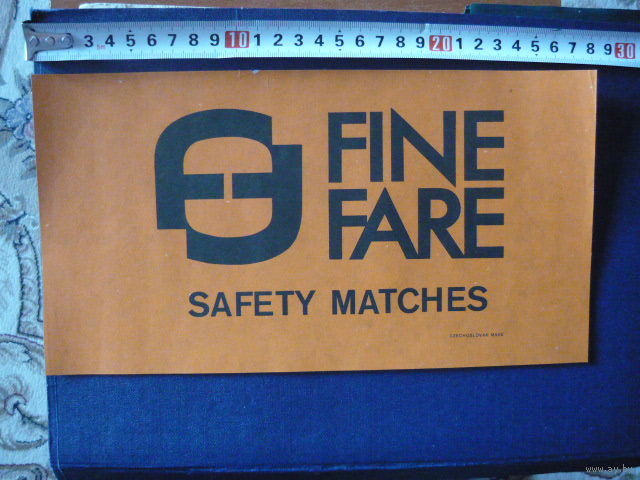 3 4 5 6 7 8 9 10 1 2 3 4 5 6 7 8 9 20 1 2 3 4 5 6 7 8 9 30
FINE
FARE
SAFETY MATCHES
CZECHOSLOVAK MADE